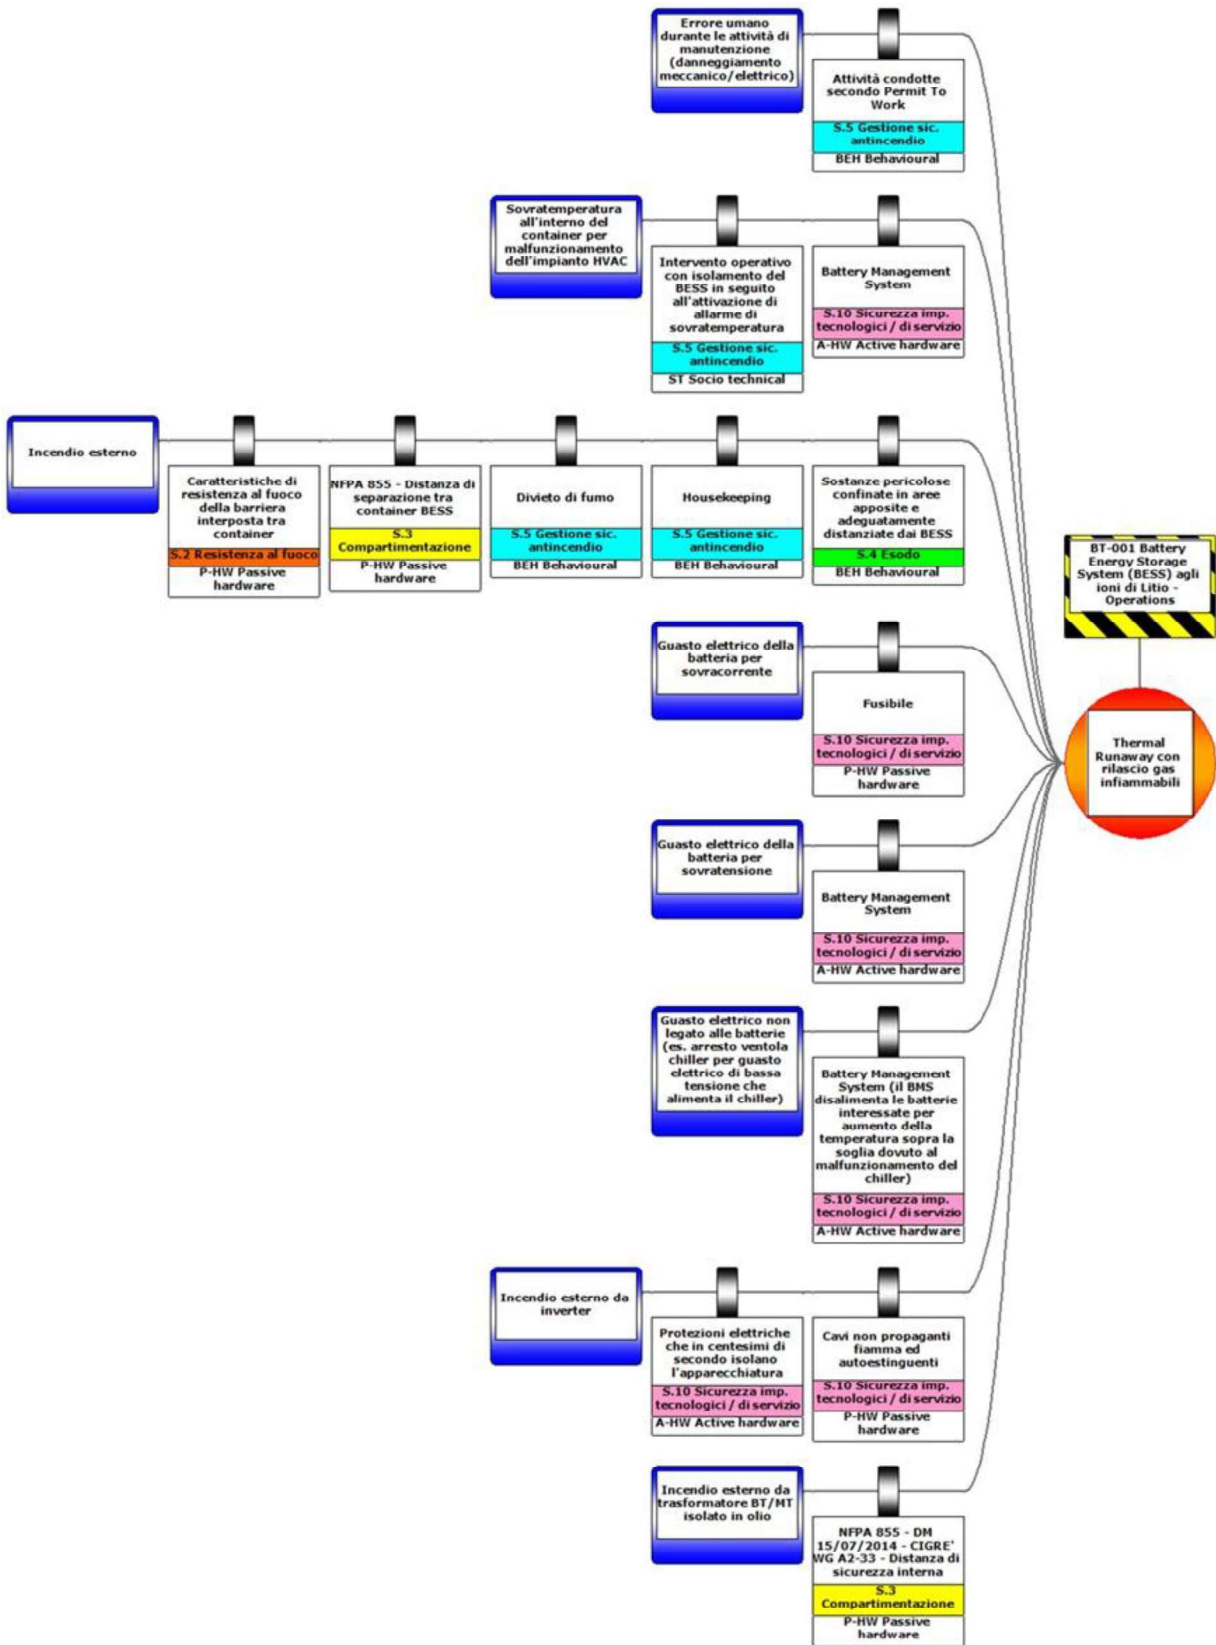 Errore umano
durante le attività di
manutenzione
(danneggiamento
meccanico/elettrico)
Attività condotte
secondo Permit To
Work
S.5 Gestione sic.
antincendio
BEH Behavioural
Sovratemperatura
all'interno del
container per
malfunzionamento
dell'impianto HVAC
Intervento operativo
con isolamento del
BESS in seguito
all'attivazione di
allarme di
sovratemperatura
S.5 Gestione sic.
antincendio
ST Socio technical
Battery Management
System
S.10 Sicurezza imp.
tecnologici / di servizio
A-HW Active hardware
Incendio esterno
Caratteristiche di
resistenza al fuoco
della barriera
interposta tra
container
S.2 Resistenza al fuoco
P-HW Passive
hardware
NFPA 855 - Distanza di
separazione tra
container BESS
S.3
Compartimentazione
P-HW Passive
hardware
Divieto di fumo
S.5 Gestione sic.
antincendio
BEH Behavioural
Housekeeping
S.5 Gestione sic.
antincendio
BEH Behavioural
Sostanze pericolose
confinate in aree
apposite e
adeguatamente
distanziate dai BESS
S.4 Esodo
BEH Behavioural
BT-001 Battery
Energy Storage
System (BESS) agli
ioni di Litio -
Operations
Thermal
Runaway con
rilascio gas
infiammabili
Guasto elettrico della
batteria per
sovracorrente
Fusibile
S.10 Sicurezza imp.
tecnologici / di servizio
P-HW Passive
hardware
Guasto elettrico della
batteria per
sovratensione
Battery Management
System
S.10 Sicurezza imp.
tecnologici / di servizio
A-HW Active hardware
Guasto elettrico non
legato alle batterie
(es. arresto ventola
chiller per guasto
elettrico di bassa
tensione che
alimenta il chiller)
Battery Management
System (il BMS
disalimenta le batterie
interessate per
aumento della
temperatura sopra la
soglia dovuto al
malfunzionamento del
chiller)
S.10 Sicurezza imp.
tecnologici / di servizio
A-HW Active hardware
Incendio esterno da
inverter
Protezioni elettriche
che in centesimi di
secondo isolano
l'apparecchiatura
S.10 Sicurezza imp.
tecnologici / di servizio
A-HW Active hardware
Cavi non propaganti
fiamma ed
autoestinguenti
S.10 Sicurezza imp.
tecnologici / di servizio
P-HW Passive
hardware
Incendio esterno da
trasformatore BT/MT
isolato in olio
NFPA 855 - DM
15/07/2014 - CIGRE'
WG A2-33 - Distanza di
sicurezza interna
S.3
Compartimentazione
P-HW Passive
hardware